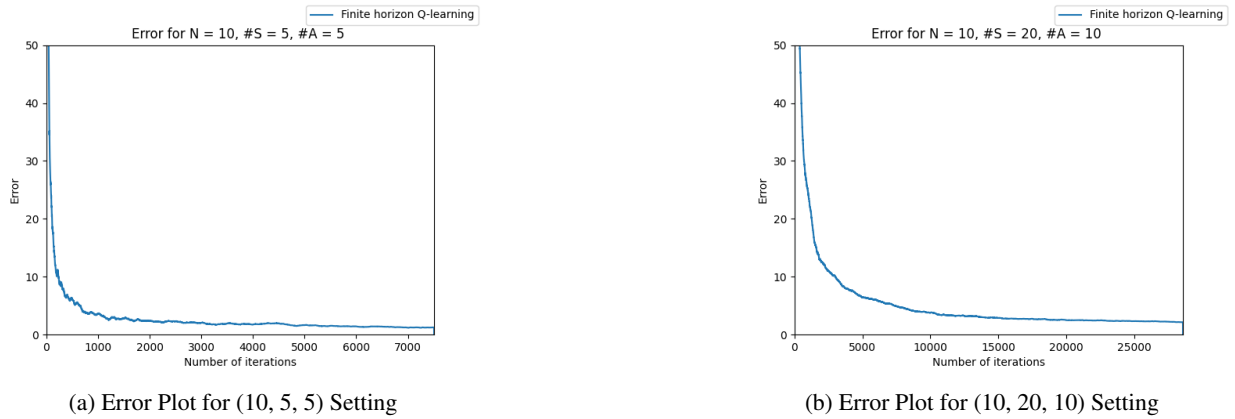 Finite horizon Q-learning
Error for N = 10, #S = 5, #A = 5
50
40
30
20
10
0
Error
0 1000 2000 3000 4000 5000 6000 7000
Number of iterations
(a) Error Plot for (10, 5, 5) Setting
Finite horizon Q-learning
Error for N = 10, #S = 20, #A = 10
50
40
30
20
10
0
Error
0 5000 10000 15000 20000 25000
Number of iterations
(b) Error Plot for (10, 20, 10) Setting